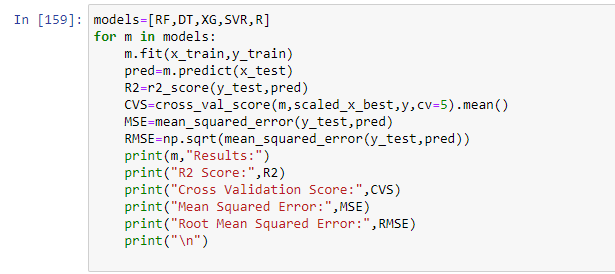 In [159]: models=[RF,DT,XG,SVR,R]
for m in models:
    m.fit(x_train,y_train)
    pred=m.predict(x_test)
    R2=r2_score(y_test,pred)
    CVS=cross_val_score(m,scaled_x_best,y,cv=5).mean()
    MSE=mean_squared_error(y_test,pred)
    RMSE=np.sqrt(mean_squared_error(y_test,pred))
    print(m,"Results:")
    print("R2 Score:",R2)
    print("Cross Validation Score:",CVS)
    print("Mean Squared Error:",MSE)
    print("Root Mean Squared Error:",RMSE)
    print("\n")